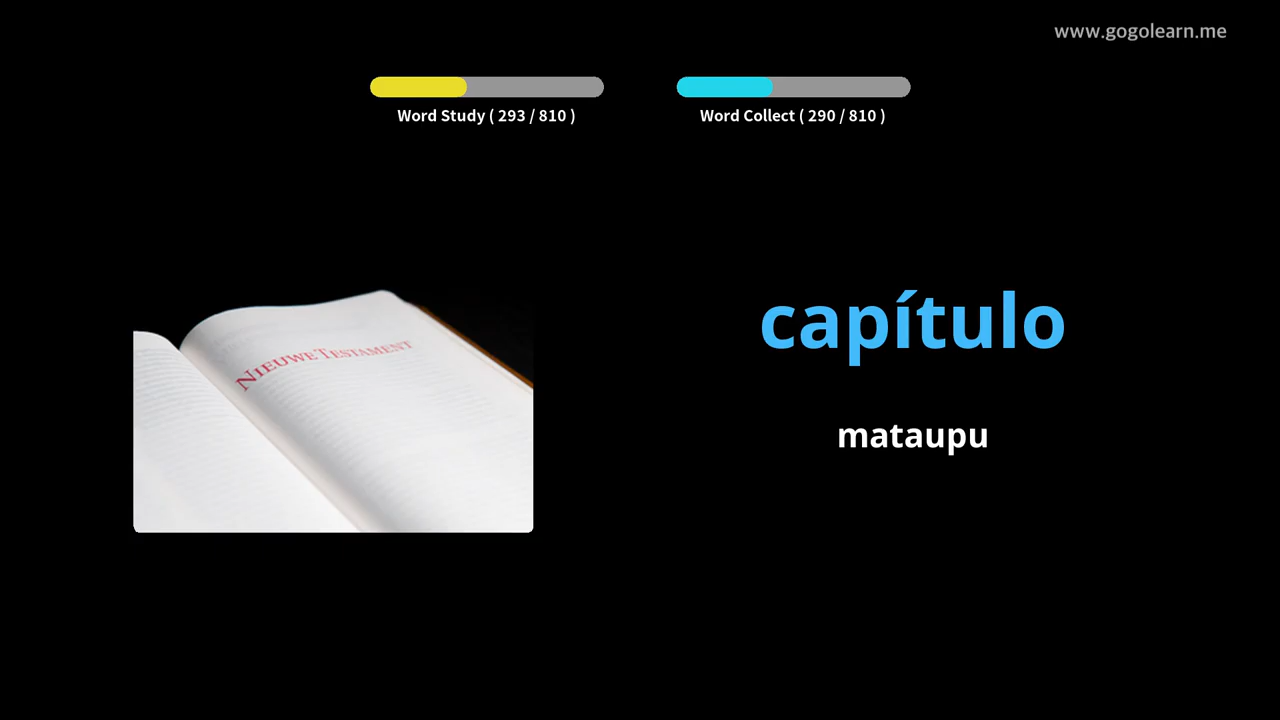 www.gogolearn.me
Word Study ( 293 / 810 )
Word Collect ( 290 / 810 )
NIEUWE TESTAMENT
capítulo
mataupu